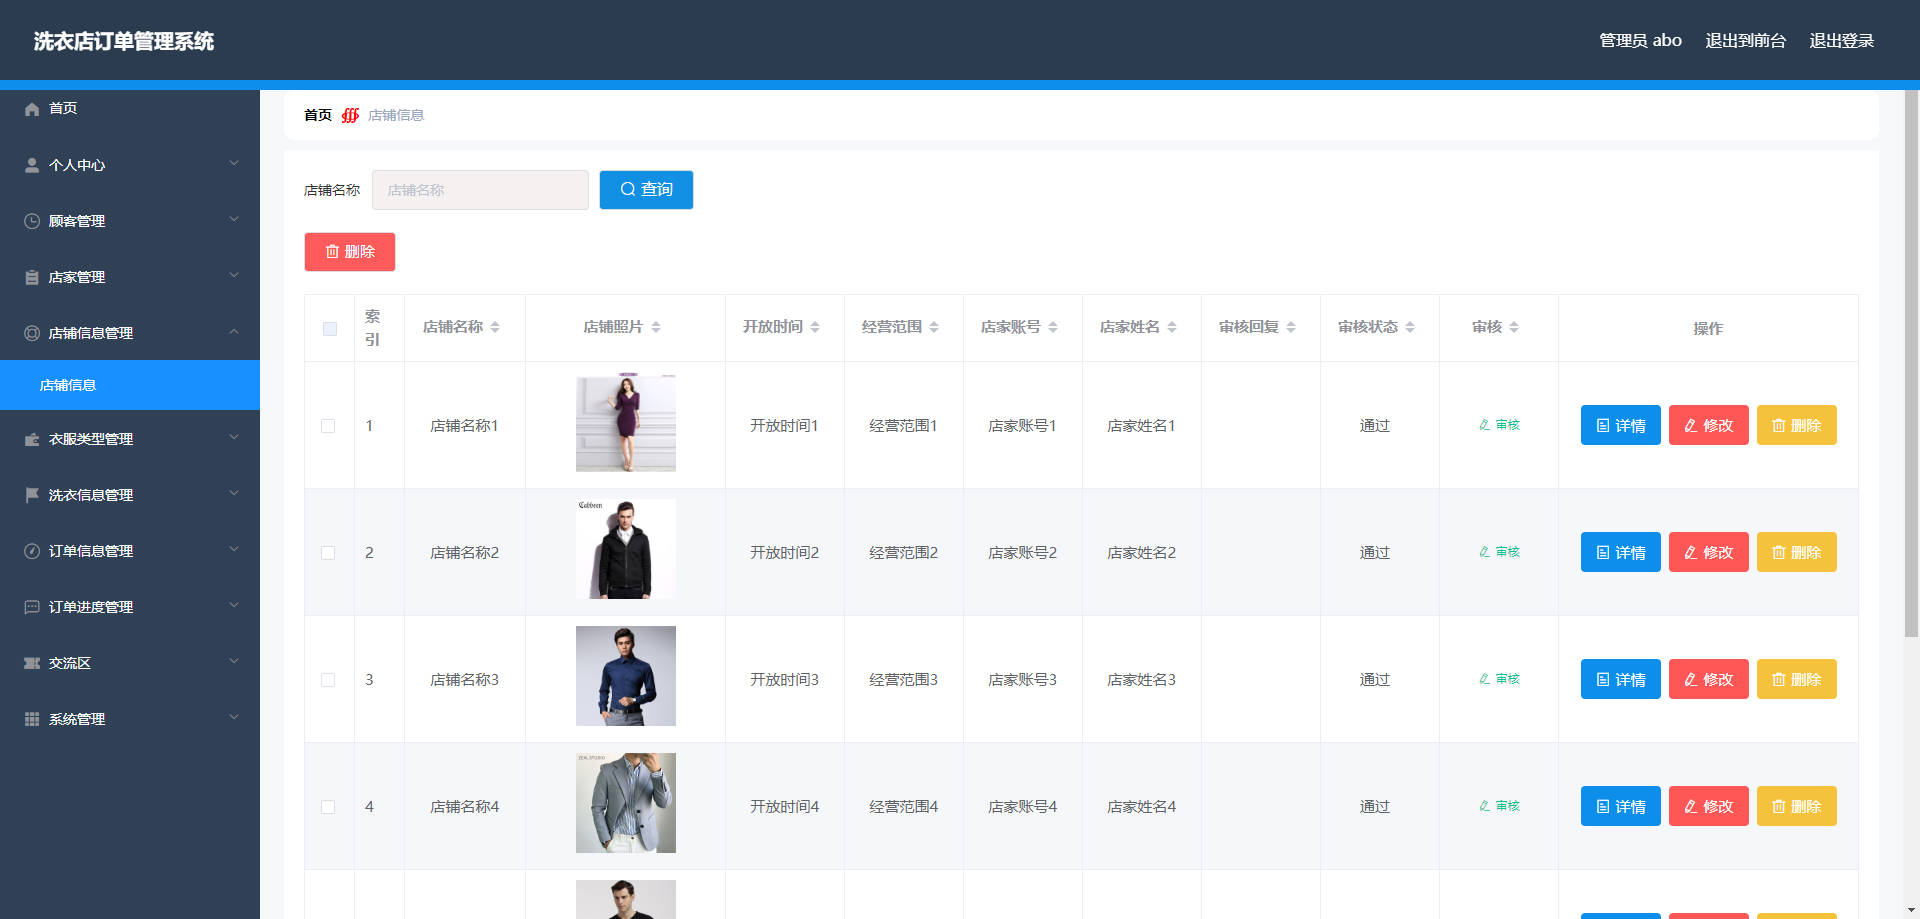 洗衣店订单管理系统
管理员 abo 退出到前台 退出登录
首页
个人中心
顾客管理
店家管理
店铺信息管理
店铺信息
衣服类型管理
洗衣信息管理
订单信息管理
订单进度管理
交流区
系统管理
首页 店铺信息
店铺名称 店铺名称 查询
删除
索引 店铺名称 店铺照片 开放时间 经营范围 店家账号 店家姓名 审核回复 审核状态 审核 操作
1 店铺名称1 开放时间1 经营范围1 店家账号1 店家姓名1 通过 审核 详情 修改 删除
Cabbeen
2 店铺名称2 开放时间2 经营范围2 店家账号2 店家姓名2 通过 审核 详情 修改 删除
3 店铺名称3 开放时间3 经营范围3 店家账号3 店家姓名3 通过 审核 详情 修改 删除
4 店铺名称4 开放时间4 经营范围4 店家账号4 店家姓名4 通过 审核 详情 修改 删除